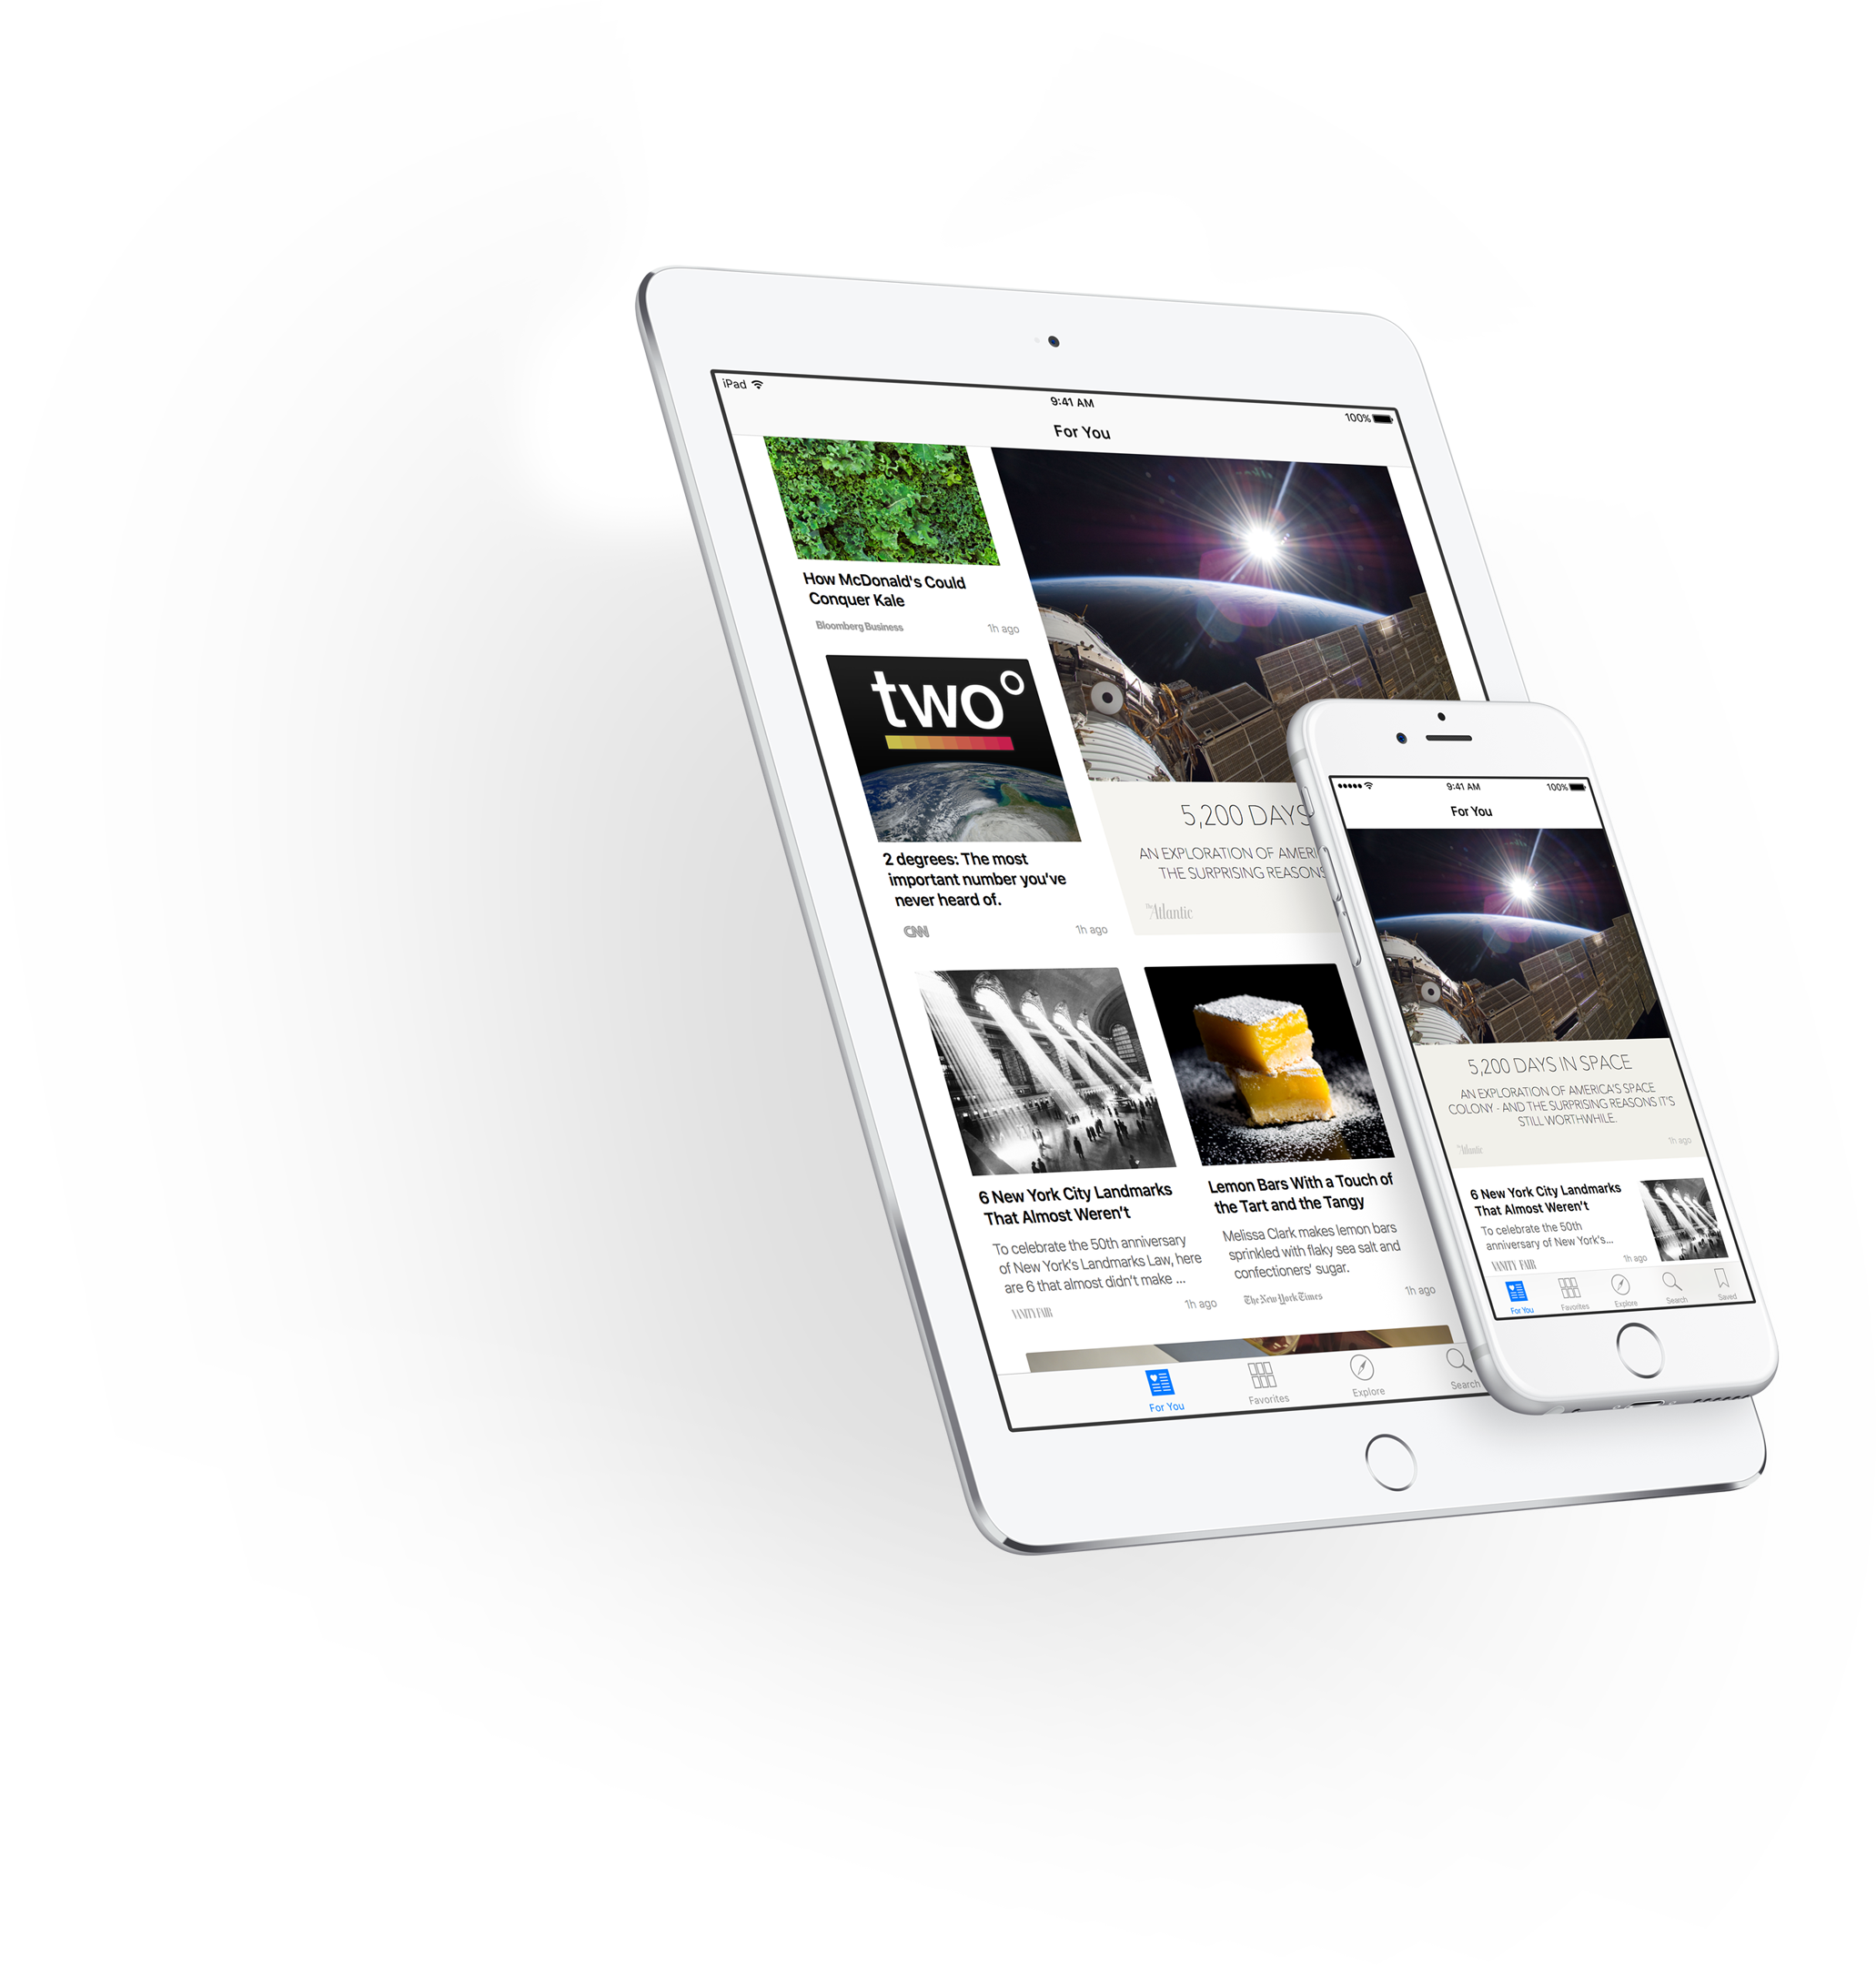 iPad
9:41 AM
100%
For You
How McDonald's Could
Conquer Kale
Bloomberg Business
1h ago
two°
2 degrees: The most
important number you've
never heard of.
CNN
1h ago
5,200 DAYS
AN EXPLORATION OF
THE SURPRISING REASONS
The Atlantic
6 New York City Landmarks
That Almost Weren't
To celebrate the 50th anniversary
of New York's Landmarks Law, here
are 6 that almost didn't make ...
VANITY FAIR
1h ago
Lemon Bars With a Touch of
the Tart and the Tangy
Melissa Clark makes lemon bars
sprinkled with flaky sea salt and
confectioners' sugar.
The New York Times
1h ago
For You
Favorites
Explore
Search
9:41 AM
100%
For You
5,200 DAYS IN SPACE
AN EXPLORATION OF AMERICA'S SPACE
COLONY - AND THE SURPRISING REASONS IT'S
STILL WORTHWHILE.
The Atlantic
1h ago
6 New York City Landmarks
That Almost Weren't
To celebrate the 50th
anniversary of New York's...
VANITY FAIR
1h ago
For You
Favorites
Explore
Search
Saved